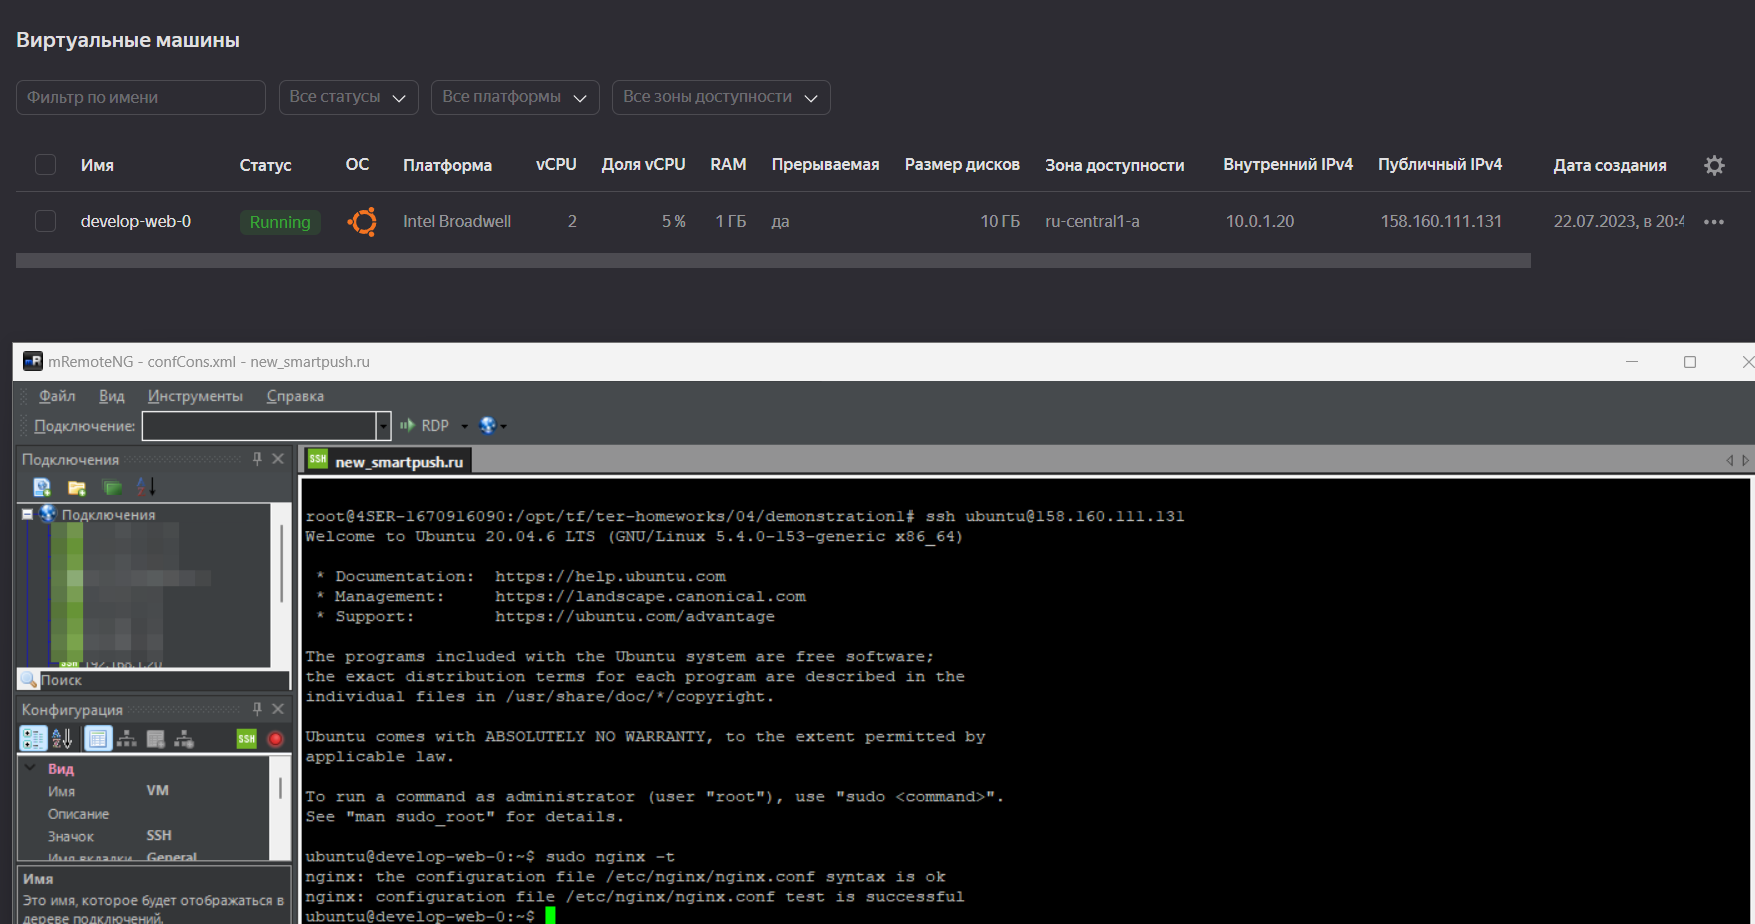 Виртуальные машины
Фильтр по имени
Все статусы
Все платформы
Все зоны доступности
Имя Статус ОС Платформа vCPU Доля vCPU RAM Прерываемая Размер дисков Зона доступности Внутренний IPv4 Публичный IPv4 Дата создания
develop-web-0 Running Intel Broadwell 2 5 % 1 ГБ да 10 ГБ ru-central1-a 10.0.1.20 158.160.111.131 22.07.2023, в 20:4
mRemoteNG - confCons.xml - new_smartpush.ru
Файл Вид Инструменты Справка
Подключение: RDP
Подключения
Подключения
192.168.1.20
Поиск
Конфигурация
SSH
Вид
Имя VM
Описание
Значок SSH
Имя вкладки General
Имя
Это имя, которое будет отображаться в
дереве подключений.
SSH new_smartpush.ru
root@4SER-1670916090:/opt/tf/ter-homeworks/04/demonstration1# ssh ubuntu@158.160.111.131
Welcome to Ubuntu 20.04.6 LTS (GNU/Linux 5.4.0-153-generic x86_64)
* Documentation: https://help.ubuntu.com
* Management: https://landscape.canonical.com
* Support: https://ubuntu.com/advantage
The programs included with the Ubuntu system are free software;
the exact distribution terms for each program are described in the
individual files in /usr/share/doc/*/copyright.
Ubuntu comes with ABSOLUTELY NO WARRANTY, to the extent permitted by
applicable law.
To run a command as administrator (user "root"), use "sudo <command>".
See "man sudo_root" for details.
ubuntu@develop-web-0:~$ sudo nginx -t
nginx: the configuration file /etc/nginx/nginx.conf syntax is ok
nginx: configuration file /etc/nginx/nginx.conf test is successful
ubuntu@develop-web-0:~$